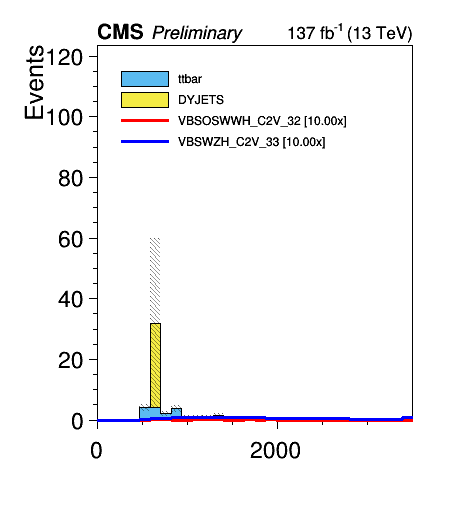 CMS Preliminary 137 fb⁻¹ (13 TeV)
Events
120
100
80
60
40
20
0
ttbar
DYJETS
VBSOSWWH_C2V_32 [10.00x]
VBSWZH_C2V_33 [10.00x]
0 2000